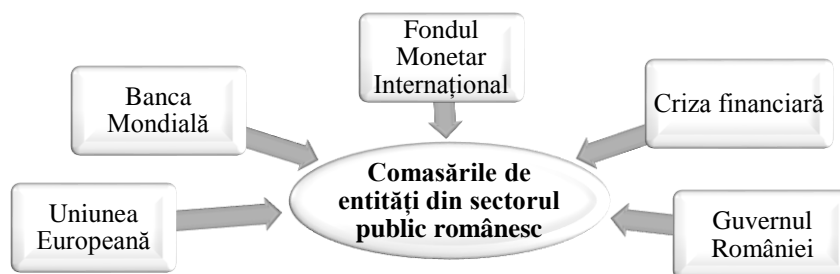 Fondul
Monetar
Internațional
Banca
Mondială
Criza financiară
Comasările de
entități din sectorul
public românesc
Uniunea
Europeană
Guvernul
României